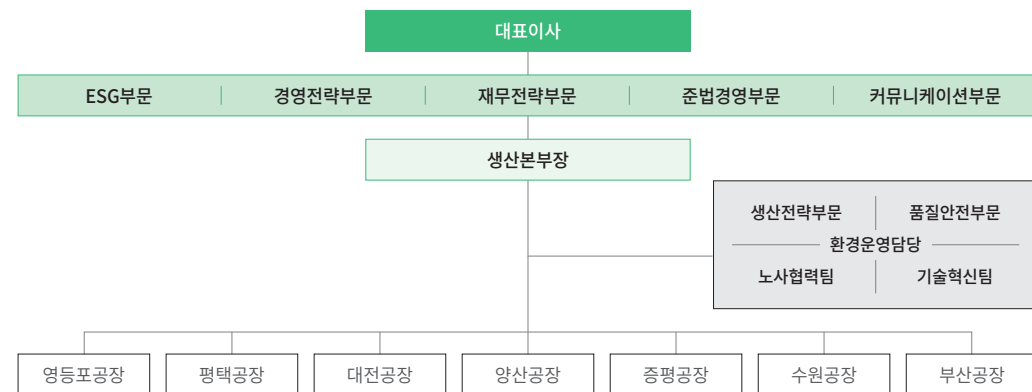 대표이사
ESG부문 경영전략부문 재무전략부문 준법경영부문 커뮤니케이션부문
생산본부장
생산전략부문 품질안전부문
환경운영담당
노사협력팀 기술혁신팀
영등포공장 평택공장 대전공장 양산공장 증평공장 수원공장 부산공장